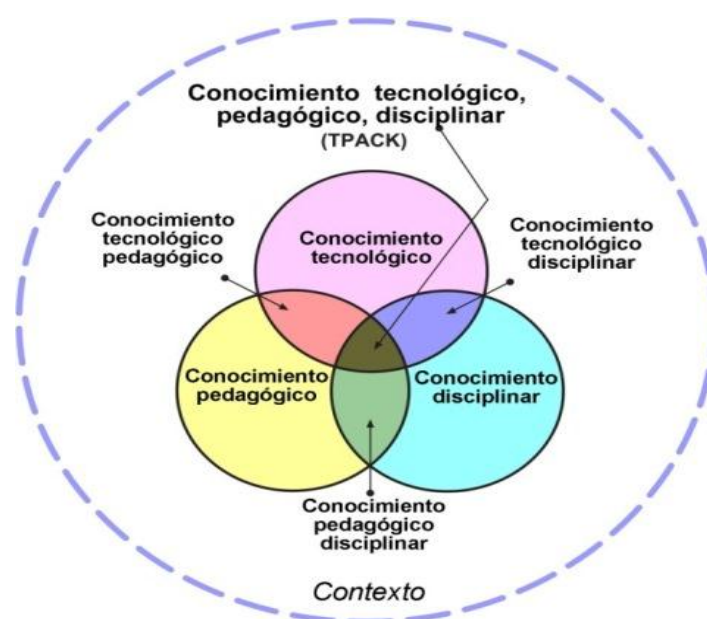 Conocimiento tecnológico,
pedagógico, disciplinar
(TPACK)
Conocimiento
tecnológico
pedagógico
Conocimiento
tecnológico
Conocimiento
tecnológico
disciplinar
Conocimiento
pedagógico
Conocimiento
disciplinar
Conocimiento
pedagógico
disciplinar
Contexto